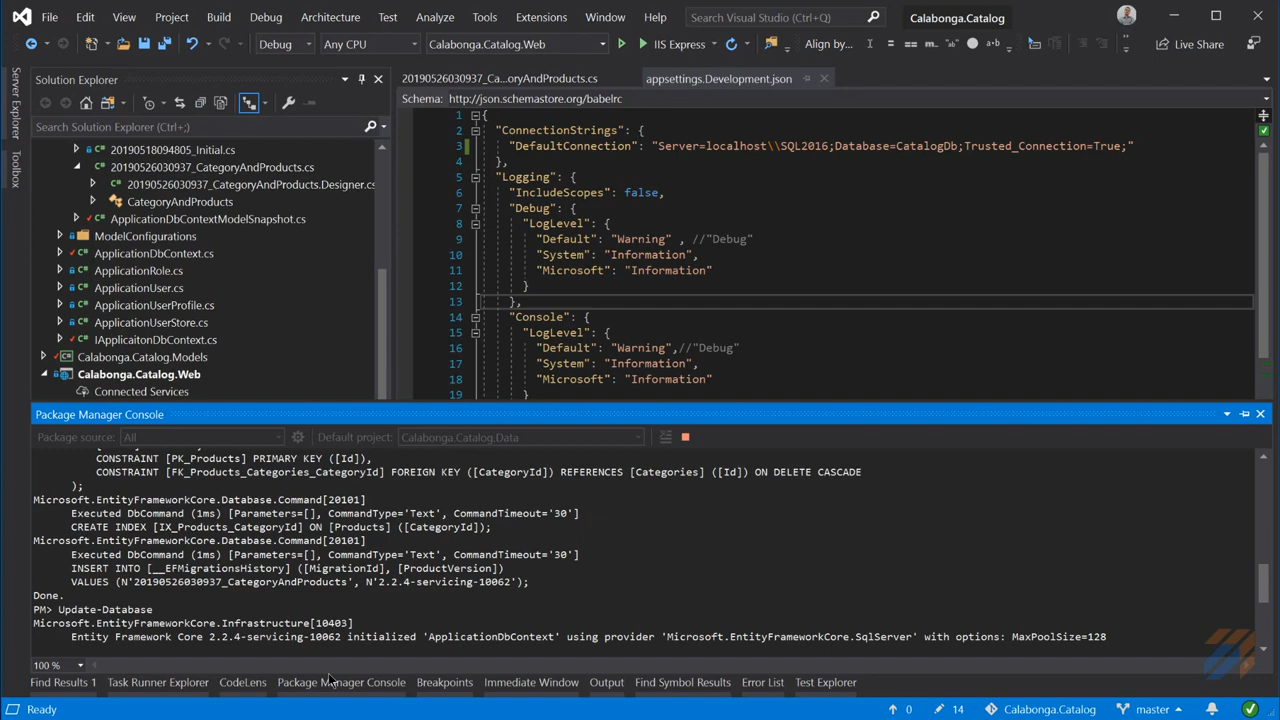 File Edit View Project Build Debug Architecture Test Analyze Tools Extensions Window Help Search Visual Studio (Ctrl+Q) Calabonga.Catalog
Debug Any CPU Calabonga.Catalog.Web IIS Express Align by... Live Share
Server Explorer
Toolbox
Solution Explorer
Search Solution Explorer (Ctrl+;)
20190518094805_Initial.cs
20190526030937_CategoryAndProducts.cs
20190526030937_CategoryAndProducts.Designer.cs
CategoryAndProducts
ApplicationDbContextModelSnapshot.cs
ModelConfigurations
ApplicationDbContext.cs
ApplicationRole.cs
ApplicationUser.cs
ApplicationUserProfile.cs
ApplicationUserStore.cs
IApplicaitonDbContext.cs
Calabonga.Catalog.Models
Calabonga.Catalog.Web
Connected Services
20190526030937_Ca...oryAndProducts.cs appsettings.Development.json
Schema: http://json.schemastore.org/babelrc
1 {
2 "ConnectionStrings": {
3 "DefaultConnection": "Server=localhost\\SQL2016;Database=CatalogDb;Trusted_Connection=True;"
4 },
5 "Logging": {
6 "IncludeScopes": false,
7 "Debug": {
8 "LogLevel": {
9 "Default": "Warning" , //"Debug"
10 "System": "Information",
11 "Microsoft": "Information"
12 }
13 },
14 "Console": {
15 "LogLevel": {
16 "Default": "Warning",//"Debug"
17 "System": "Information",
18 "Microsoft": "Information"
19 }
Package Manager Console
Package source: All Default project: Calabonga.Catalog.Data
CONSTRAINT [PK_Products] PRIMARY KEY ([Id]),
CONSTRAINT [FK_Products_Categories_CategoryId] FOREIGN KEY ([CategoryId]) REFERENCES [Categories] ([Id]) ON DELETE CASCADE
);
Microsoft.EntityFrameworkCore.Database.Command[20101]
Executed DbCommand (1ms) [Parameters=[], CommandType='Text', CommandTimeout='30']
CREATE INDEX [IX_Products_CategoryId] ON [Products] ([CategoryId]);
Microsoft.EntityFrameworkCore.Database.Command[20101]
Executed DbCommand (1ms) [Parameters=[], CommandType='Text', CommandTimeout='30']
INSERT INTO [__EFMigrationsHistory] ([MigrationId], [ProductVersion])
VALUES (N'20190526030937_CategoryAndProducts', N'2.2.4-servicing-10062');
Done.
PM> Update-Database
Microsoft.EntityFrameworkCore.Infrastructure[10403]
Entity Framework Core 2.2.4-servicing-10062 initialized 'ApplicationDbContext' using provider 'Microsoft.EntityFrameworkCore.SqlServer' with options: MaxPoolSize=128
100 %
Find Results 1 Task Runner Explorer CodeLens Package Manager Console Breakpoints Immediate Window Output Find Symbol Results Error List Test Explorer
Ready 0 14 Calabonga.Catalog master